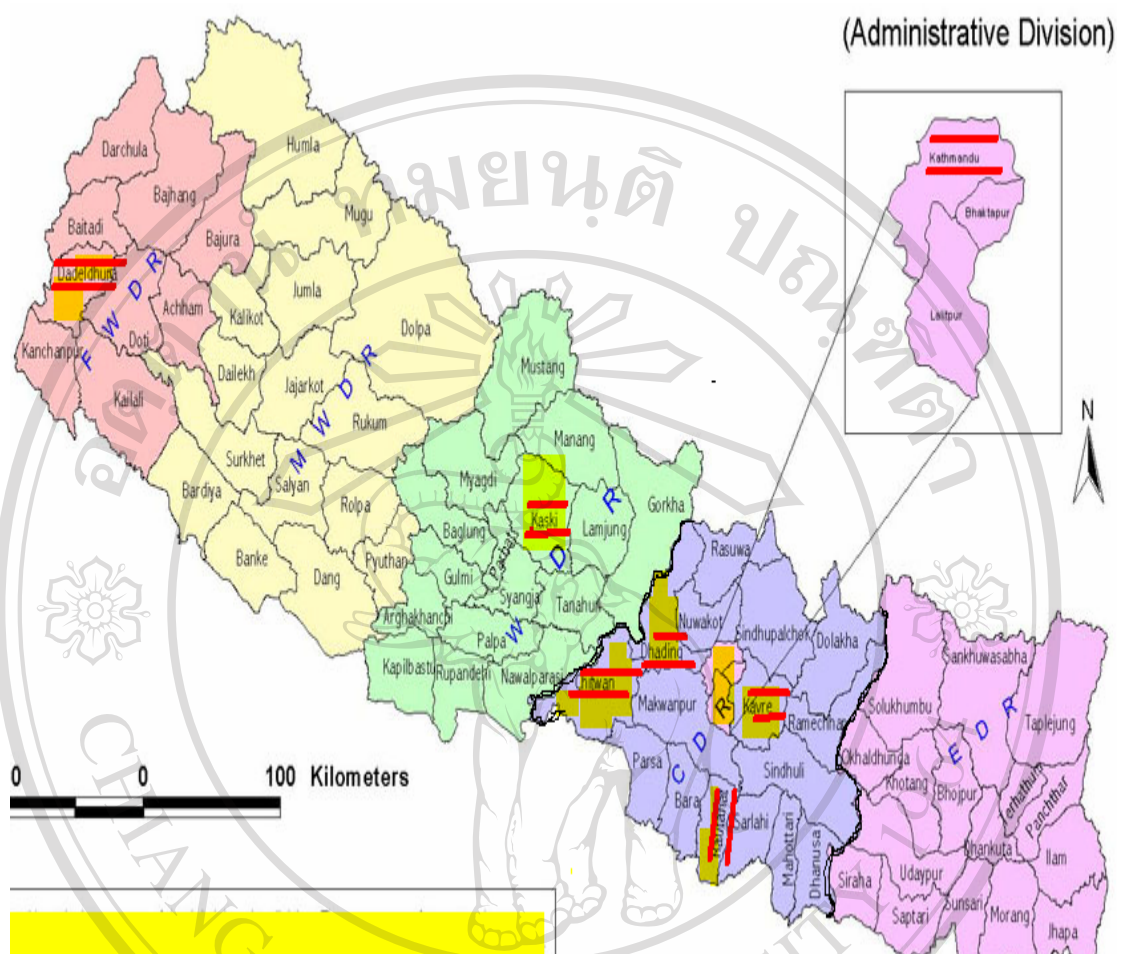 (Administrative Division)
Kathmandu
Bhaktapur
Lalitpur
N
Darchula
Humla
Bajhang
Mugu
Baitadi
Bajura
Dadeldhura
Jumla
Achham
Kalikot
Dolpa
Kanchanpur
Doti
F W D R
Dailekh
Jajarkot
Mustang
Kailali
Rukum
M W D R
Manang
Surkhet
Salyan
Myagdi
Bardiya
Rolpa
Kaski
Gorkha
Baglung
Parbat
Lamjung
Banke
Dang
Pyuthan
Gulmi
Syangja
Tanahun
W D R
Rasuwa
Arghakhanchi
Palpa
Nuwakot
Sindhupalchok
Dolakha
Dhading
Kapilbastu
Rupandehi
Nawalparasi
Chitwan
Makwanpur
Kavre
Ramechhap
Sankhuwasabha
Solukhumbu
Taplejung
E D R
C D R
Parsa
Bara
Sindhuli
Okhaldhunga
Khotang
Bhojpur
Terhathum
Panchthar
Rautahat
Sarlahi
Mahottari
Dhanusa
Dhankuta
Ilam
Siraha
Udaypur
Saptari
Sunsari
Morang
Jhapa
0 0 100 Kilometers